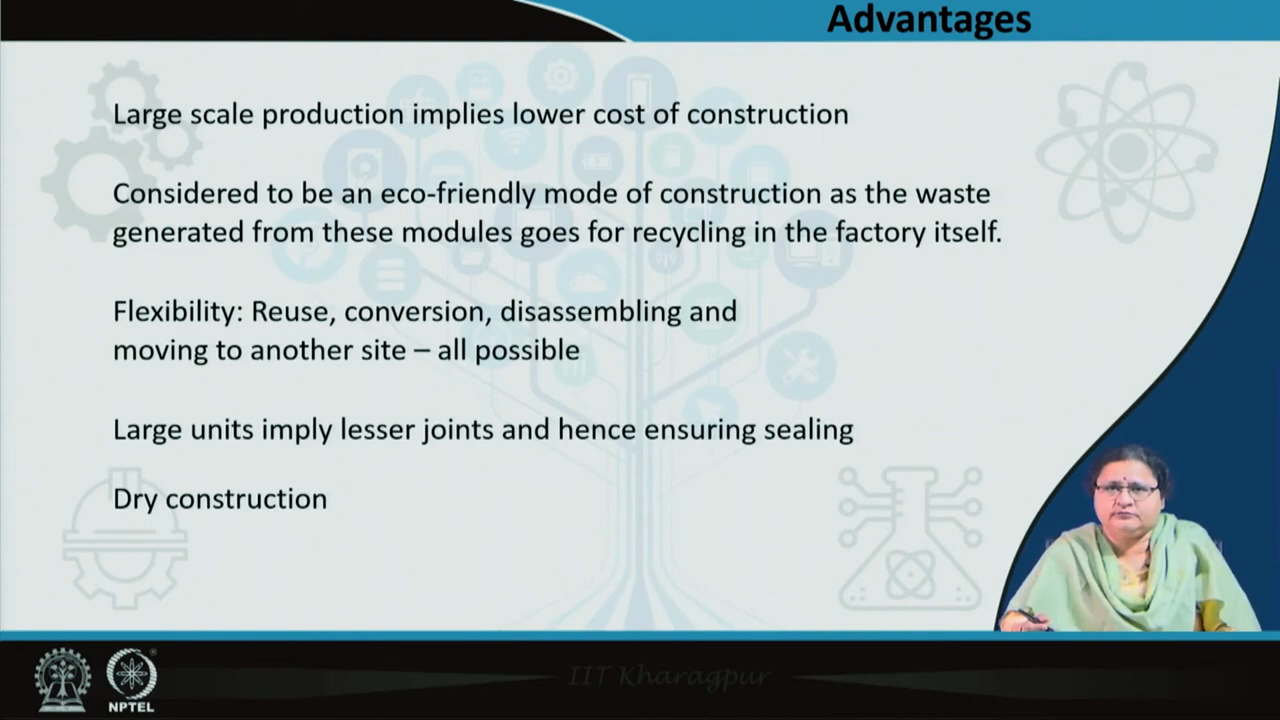 Advantages
Large scale production implies lower cost of construction
Considered to be an eco-friendly mode of construction as the waste
generated from these modules goes for recycling in the factory itself.
Flexibility: Reuse, conversion, disassembling and
moving to another site – all possible
Large units imply lesser joints and hence ensuring sealing
Dry construction
NPTEL
IIT Kharagpur